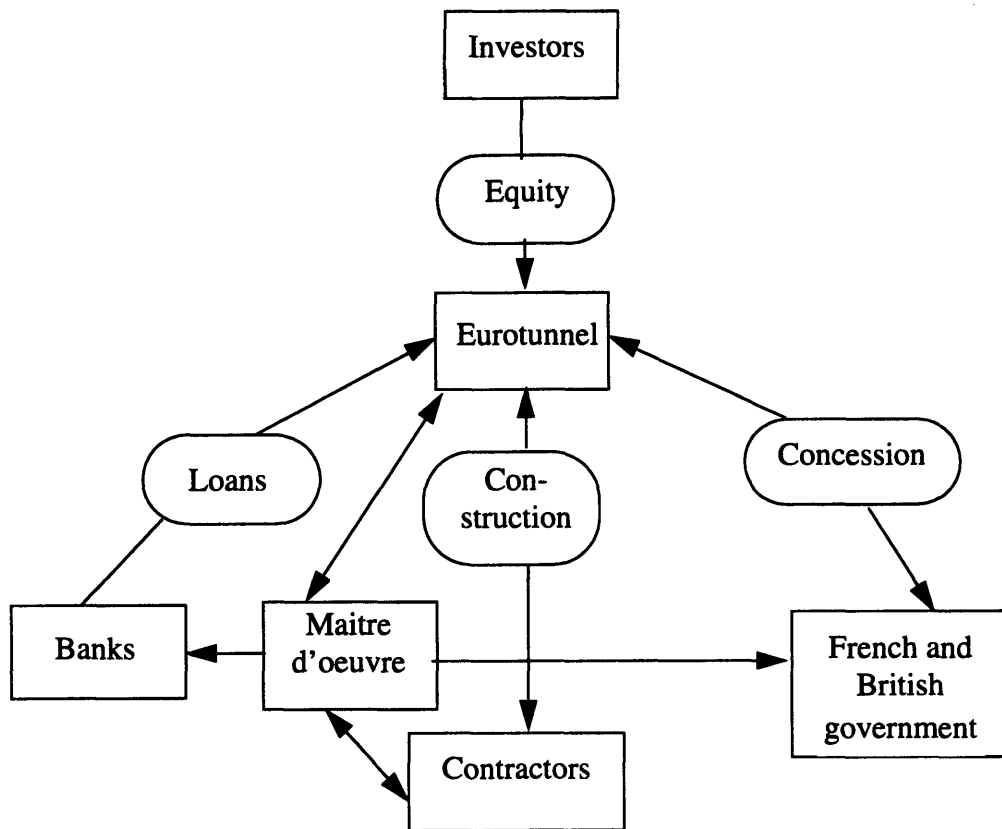 Investors
Equity
Eurotunnel
Loans
Con-
struction
Concession
Banks
Maitre
d'oeuvre
French and
British
government
Contractors